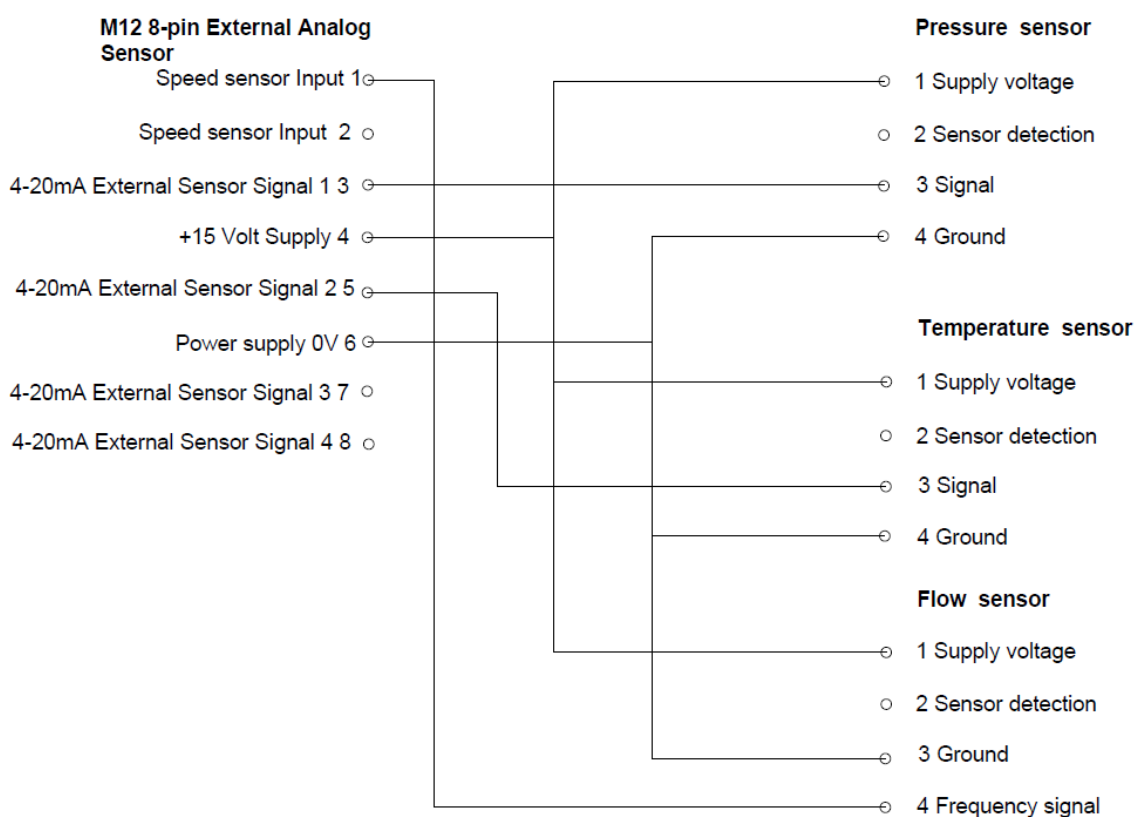 M12 8-pin External Analog
Sensor
Speed sensor Input 1
Speed sensor Input 2
4-20mA External Sensor Signal 1 3
+15 Volt Supply 4
4-20mA External Sensor Signal 2 5
Power supply 0V 6
4-20mA External Sensor Signal 3 7
4-20mA External Sensor Signal 4 8
Pressure sensor
1 Supply voltage
2 Sensor detection
3 Signal
4 Ground
Temperature sensor
1 Supply voltage
2 Sensor detection
3 Signal
4 Ground
Flow sensor
1 Supply voltage
2 Sensor detection
3 Ground
4 Frequency signal